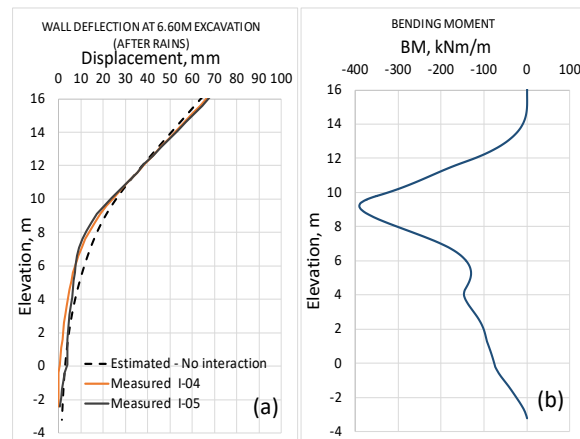 WALL DEFLECTION AT 6.60M EXCAVATION
(AFTER RAINS)
Displacement, mm
0 10 20 30 40 50 60 70 80 90 100
16
14
12
10
8
6
4
2
0
-2
-4
Elevation, m
Estimated - No interaction
Measured I-04
Measured I-05
(a)
BENDING MOMENT
BM, kNm/m
-400 -300 -200 -100 0 100
16
14
12
10
8
6
4
2
0
-2
-4
Elevation, m
(b)